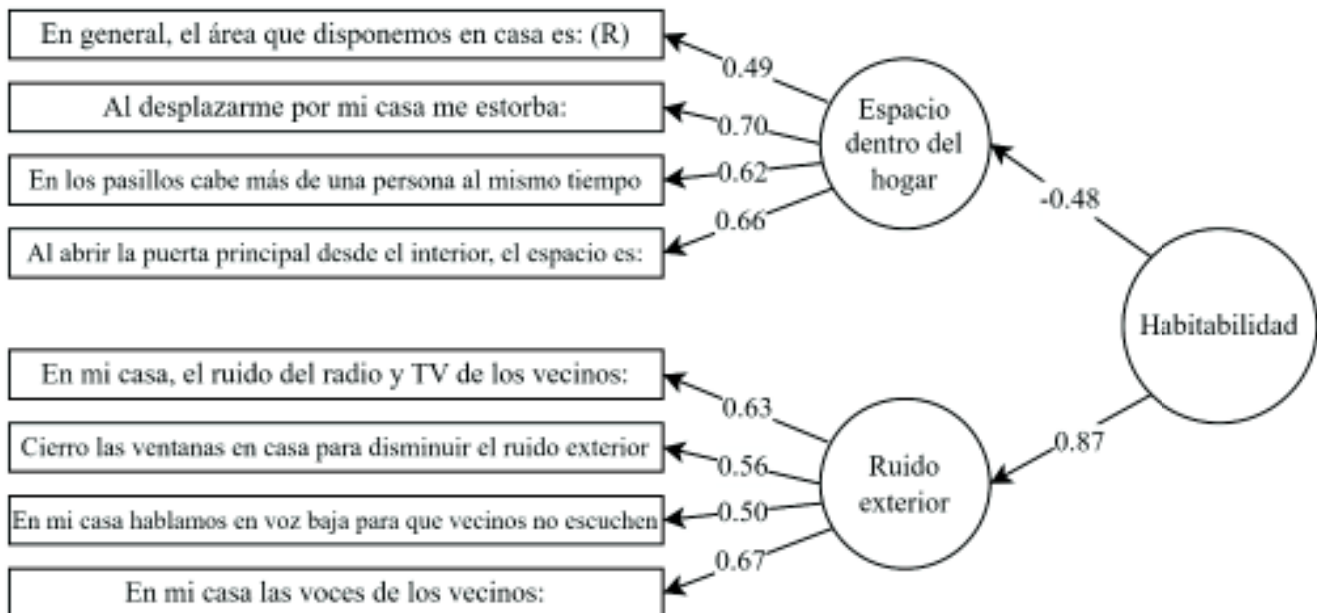 En general, el área que disponemos en casa es: (R)
Al desplazarme por mi casa me estorba:
En los pasillos cabe más de una persona al mismo tiempo
Al abrir la puerta principal desde el interior, el espacio es:
0.49
0.70
0.62
0.66
Espacio
dentro del
hogar
-0.48
Habitabilidad
0.87
En mi casa, el ruido del radio y TV de los vecinos:
Cierro las ventanas en casa para disminuir el ruido exterior
En mi casa hablamos en voz baja para que vecinos no escuchen
En mi casa las voces de los vecinos:
0.63
0.56
0.50
0.67
Ruido
exterior